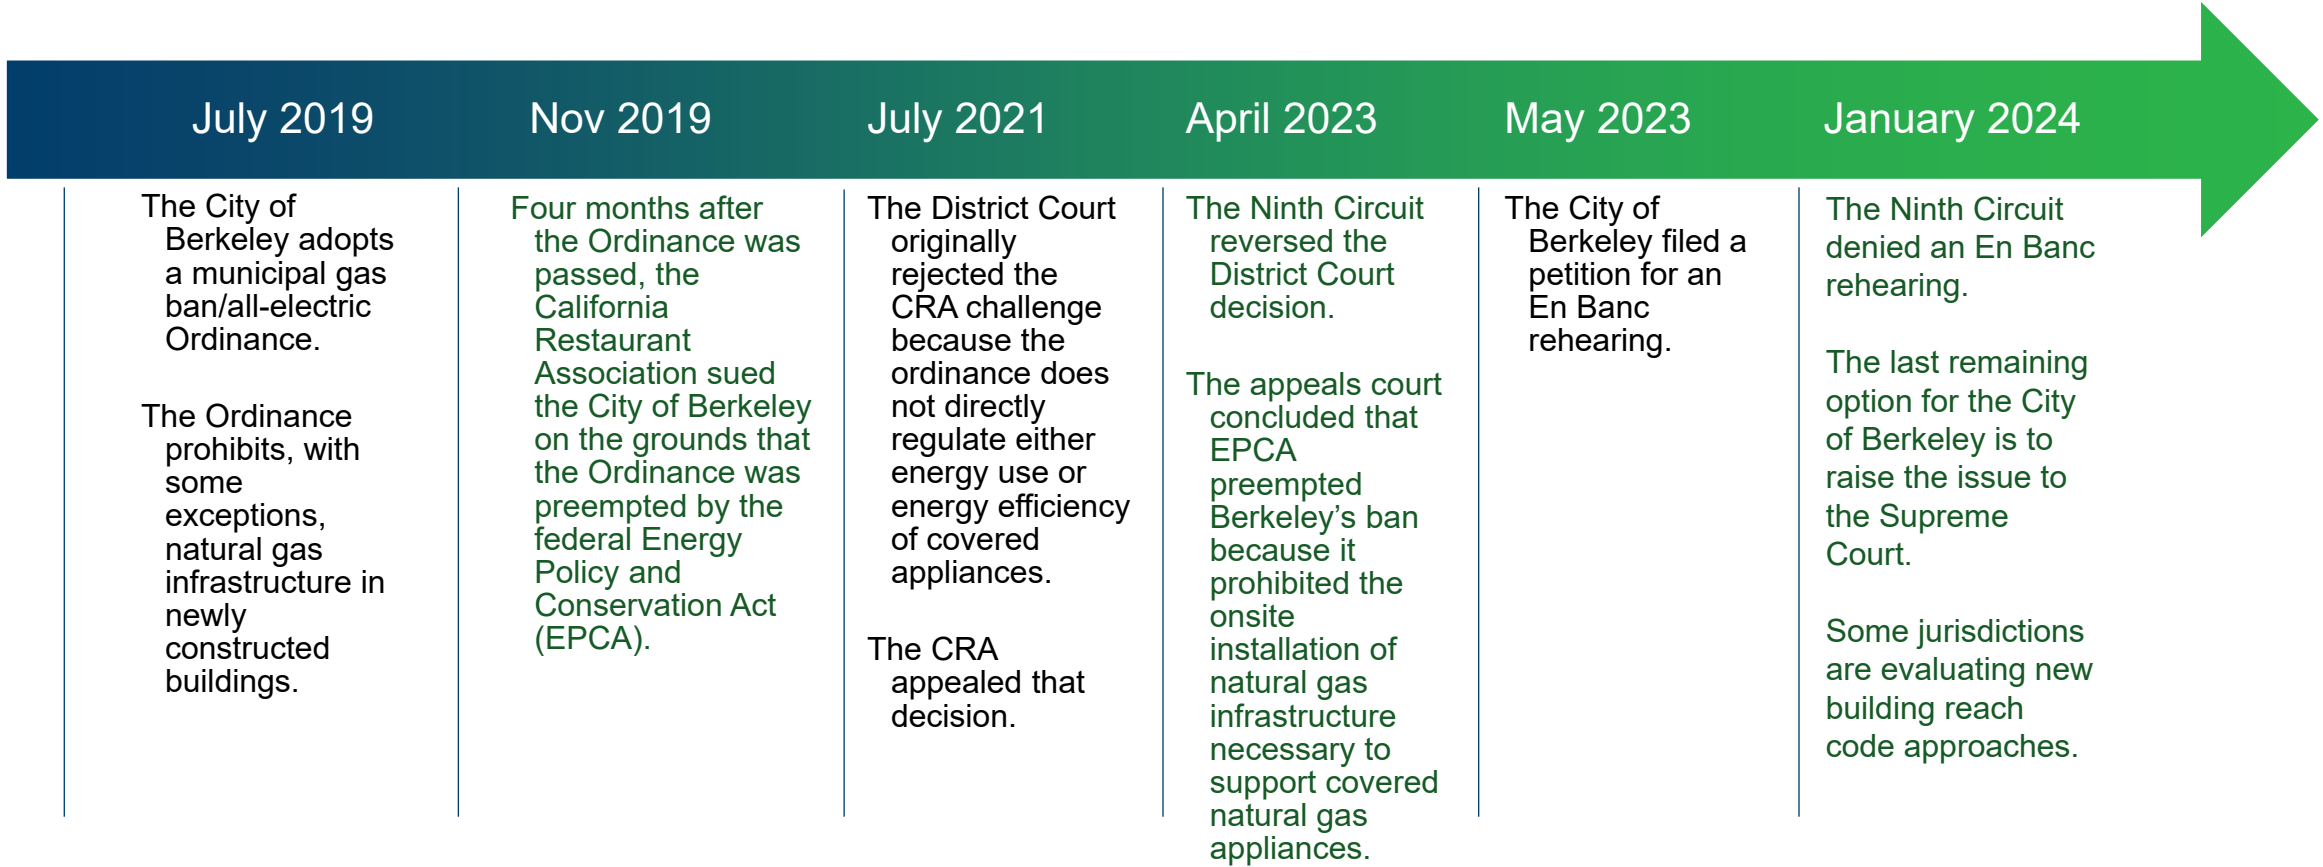 July 2019
Nov 2019
July 2021
April 2023
May 2023
January 2024
The City of
Berkeley adopts
a municipal gas
ban/all-electric
Ordinance.
The Ordinance
prohibits, with
some
exceptions,
natural gas
infrastructure in
newly
constructed
buildings.
Four months after
the Ordinance was
passed, the
California
Restaurant
Association sued
the City of Berkeley
on the grounds that
the Ordinance was
preempted by the
federal Energy
Policy and
Conservation Act
(EPCA).
The District Court
originally
rejected the
CRA challenge
because the
ordinance does
not directly
regulate either
energy use or
energy efficiency
of covered
appliances.
The CRA
appealed that
decision.
The Ninth Circuit
reversed the
District Court
decision.
The appeals court
concluded that
EPCA
preempted
Berkeley’s ban
because it
prohibited the
onsite
installation of
natural gas
infrastructure
necessary to
support covered
natural gas
appliances.
The City of
Berkeley filed a
petition for an
En Banc
rehearing.
The Ninth Circuit
denied an En Banc
rehearing.
The last remaining
option for the City
of Berkeley is to
raise the issue to
the Supreme
Court.
Some jurisdictions
are evaluating new
building reach
code approaches.